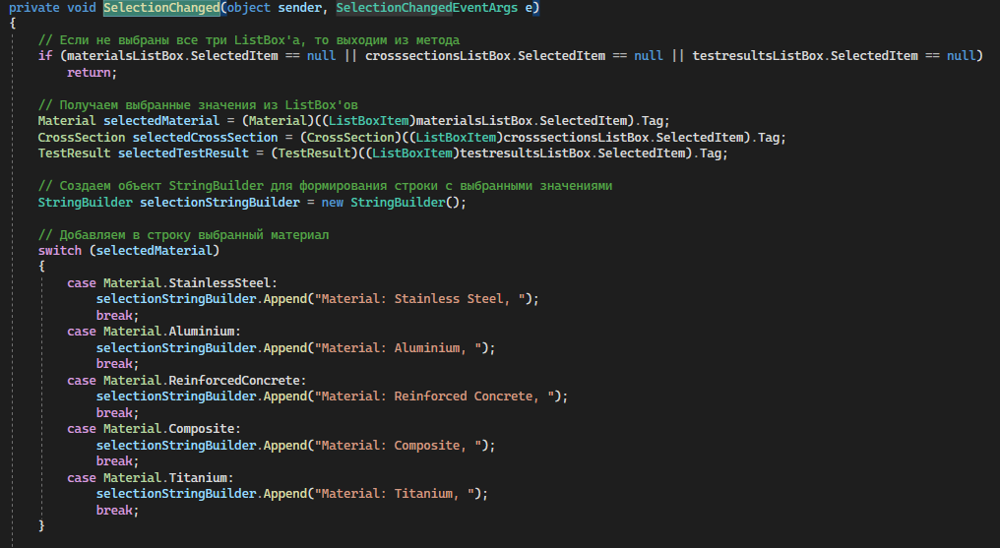 private void SelectionChanged(object sender, SelectionChangedEventArgs e)
{
// Если не выбраны все три ListBox'а, то выходим из метода
if (materialsListBox.SelectedItem == null || crosssectionsListBox.SelectedItem == null || testresultsListBox.SelectedItem == null)
return;
// Получаем выбранные значения из ListBox'ов
Material selectedMaterial = (Material)((ListBoxItem)materialsListBox.SelectedItem).Tag;
CrossSection selectedCrossSection = (CrossSection)((ListBoxItem)crosssectionsListBox.SelectedItem).Tag;
TestResult selectedTestResult = (TestResult)((ListBoxItem)testresultsListBox.SelectedItem).Tag;
// Создаем объект StringBuilder для формирования строки с выбранными значениями
StringBuilder selectionStringBuilder = new StringBuilder();
// Добавляем в строку выбранный материал
switch (selectedMaterial)
{
case Material.StainlessSteel:
selectionStringBuilder.Append("Material: Stainless Steel, ");
break;
case Material.Aluminium:
selectionStringBuilder.Append("Material: Aluminium, ");
break;
case Material.ReinforcedConcrete:
selectionStringBuilder.Append("Material: Reinforced Concrete, ");
break;
case Material.Composite:
selectionStringBuilder.Append("Material: Composite, ");
break;
case Material.Titanium:
selectionStringBuilder.Append("Material: Titanium, ");
break;
}